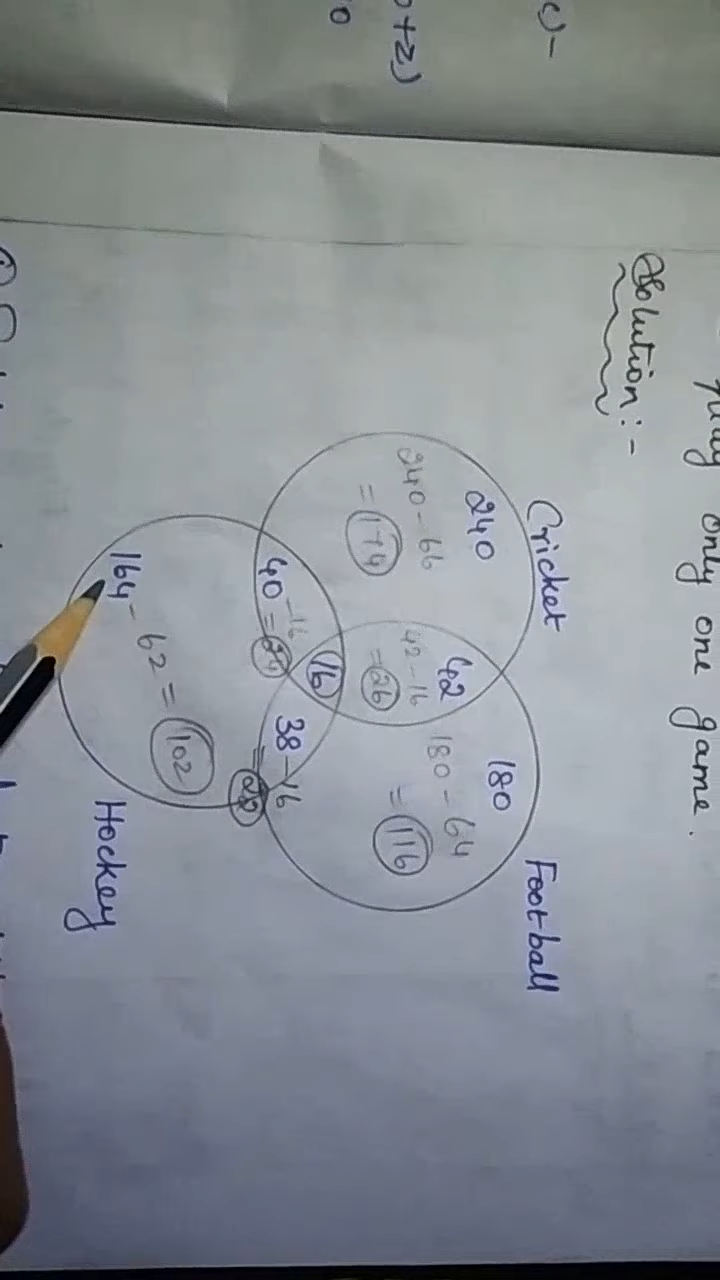 c)-
+z)
0
only one game.
Solution :-
Cricket Football
240 42 180
240 - 66 42 - 16 180 - 64
= 174 = 26 = 116
16
40 - 16 38 - 16
= 24 = 22
164 - 62 = 102
Hockey